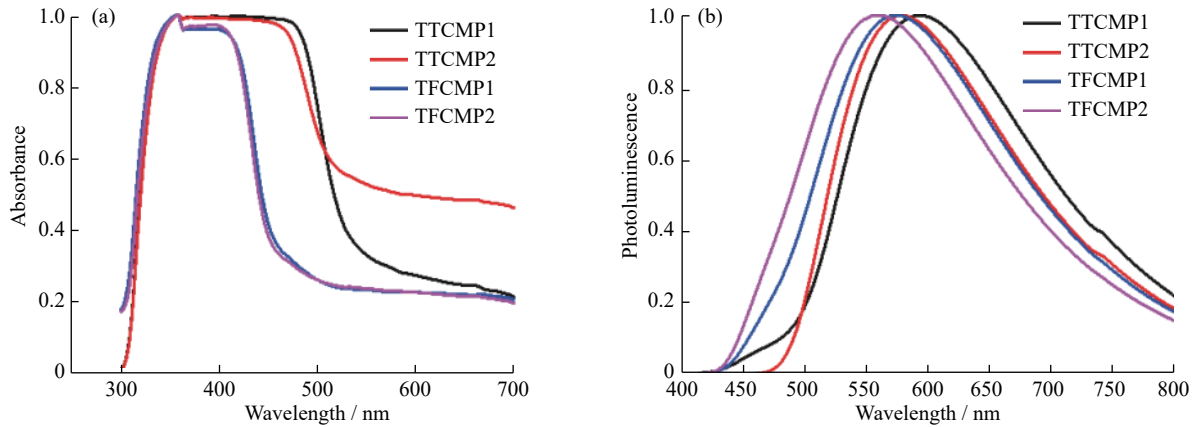 (a)
TTCMP1
TTCMP2
TFCMP1
TFCMP2
Absorbance
1.0
0.8
0.6
0.4
0.2
0
300 400 500 600 700
Wavelength / nm
(b)
TTCMP1
TTCMP2
TFCMP1
TFCMP2
Photoluminescence
1.0
0.8
0.6
0.4
0.2
0
400 450 500 550 600 650 700 750 800
Wavelength / nm